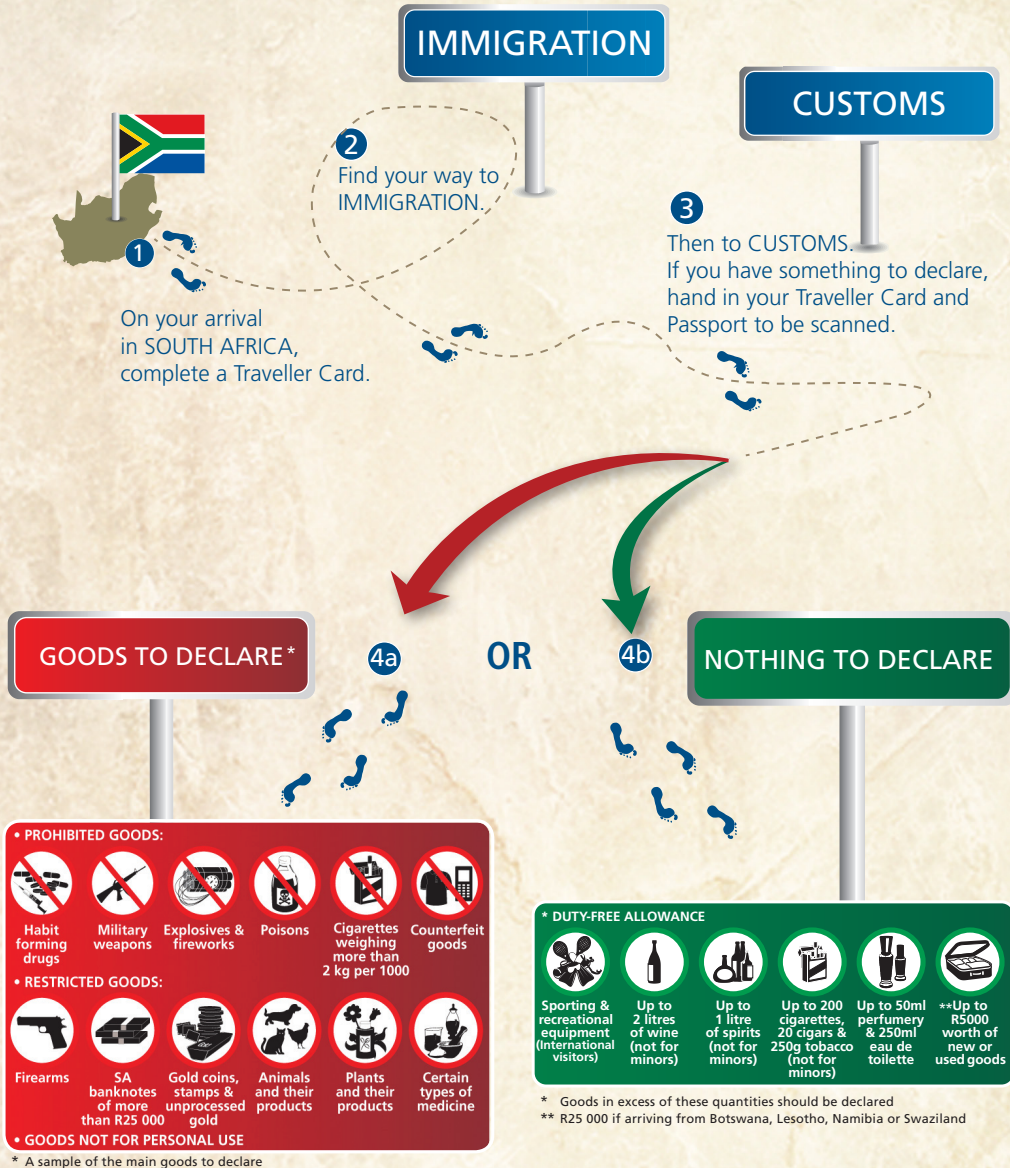 IMMIGRATION
CUSTOMS
1
On your arrival
in SOUTH AFRICA,
complete a Traveller Card.
2
Find your way to
IMMIGRATION.
3
Then to CUSTOMS.
If you have something to declare,
hand in your Traveller Card and
Passport to be scanned.
GOODS TO DECLARE*
4a
OR
4b
NOTHING TO DECLARE
• PROHIBITED GOODS:
Habit
forming
drugs
Military
weapons
Explosives &
fireworks
Poisons
Cigarettes
weighing
more than
2 kg per 1000
Counterfeit
goods
• RESTRICTED GOODS:
Firearms
SA
banknotes
of more
than R25 000
Gold coins,
stamps &
unprocessed
gold
Animals
and their
products
Plants
and their
products
Certain
types of
medicine
• GOODS NOT FOR PERSONAL USE
* A sample of the main goods to declare
* DUTY-FREE ALLOWANCE
Sporting &
recreational
equipment
(International
visitors)
Up to
2 litres
of wine
(not for
minors)
Up to
1 litre
of spirits
(not for
minors)
Up to 200
cigarettes,
20 cigars &
250g tobacco
(not for
minors)
Up to 50ml
perfumery
& 250ml
eau de
toilette
**Up to
R5000
worth of
new or
used goods
* Goods in excess of these quantities should be declared
** R25 000 if arriving from Botswana, Lesotho, Namibia or Swaziland